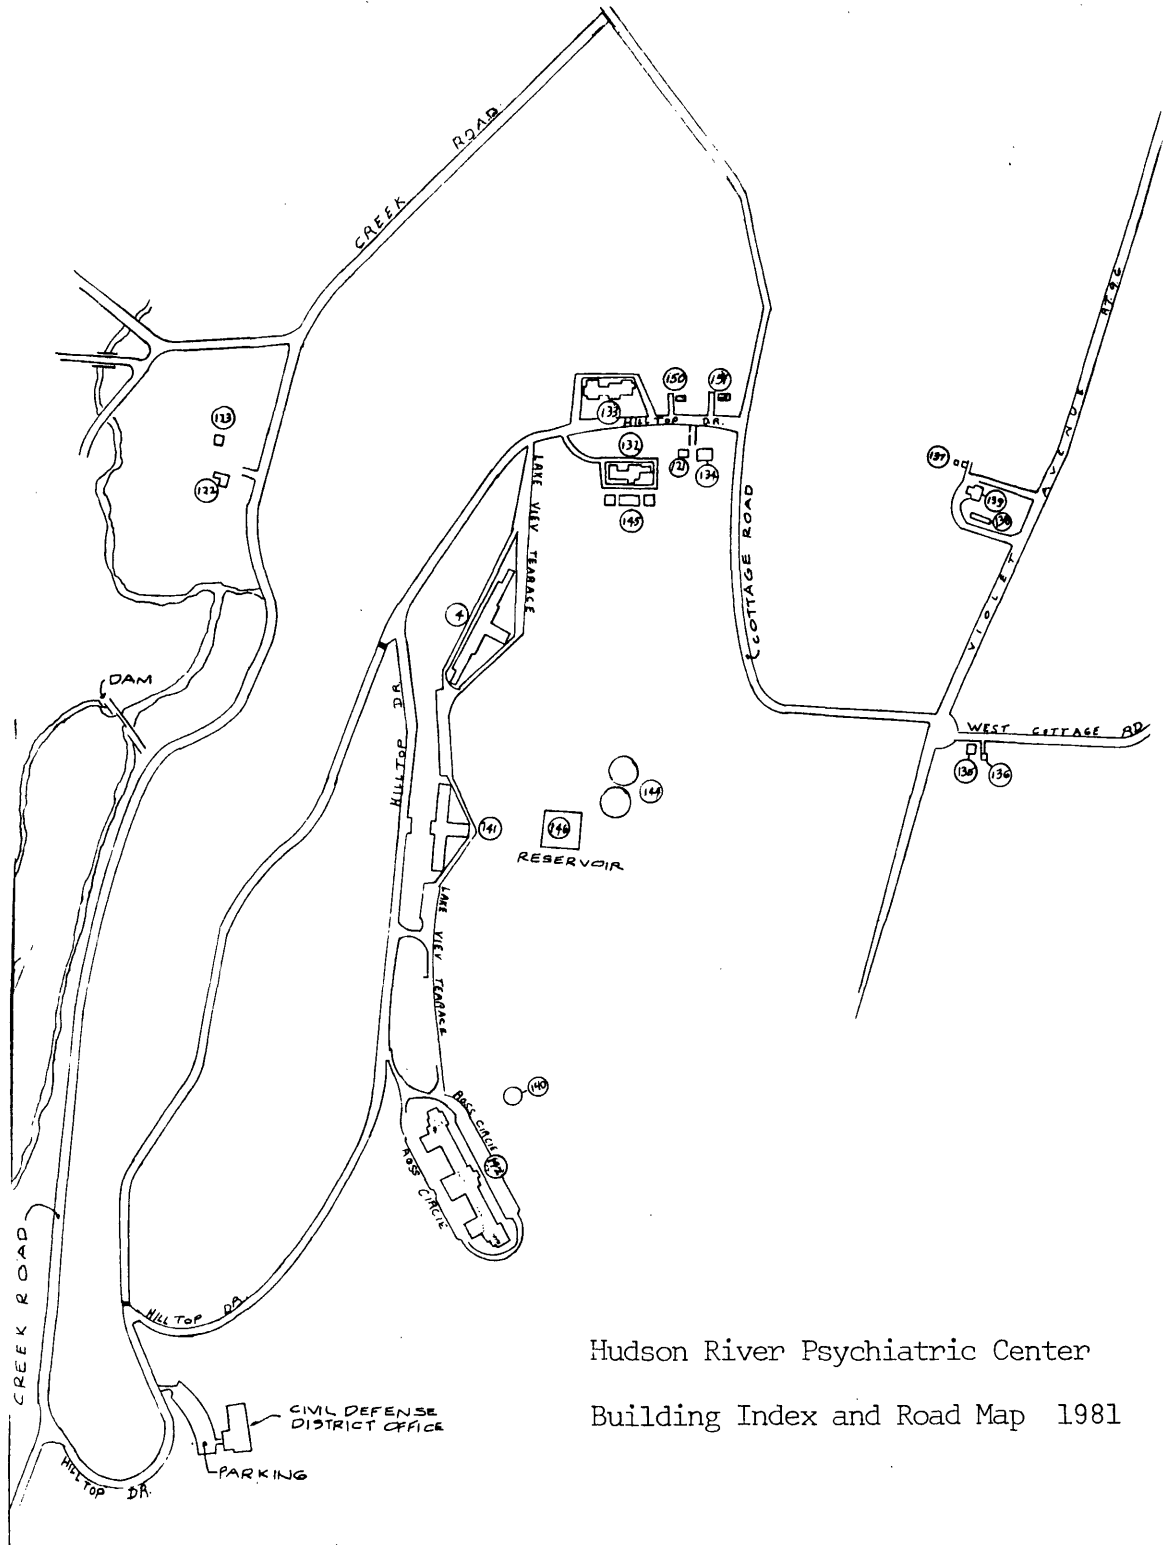 CREEK ROAD
RT. 9G
150
151
133
HILLTOP DR.
132
121
134
145
123
122
LAKE VIEW TERRACE
137
139
138
COTTAGE ROAD
VIOLET AVENUE
4
DAM
HILLTOP DR
WEST COTTAGE RD
135
136
144
141
146
RESERVOIR
LAKE VIEW TERRACE
140
ROSS CIRCLE
ROSS CIRCLE
CREEK ROAD
HILLTOP DR.
CIVIL DEFENSE
DISTRICT OFFICE
PARKING
HILLTOP DR.
Hudson River Psychiatric Center
Building Index and Road Map 1981